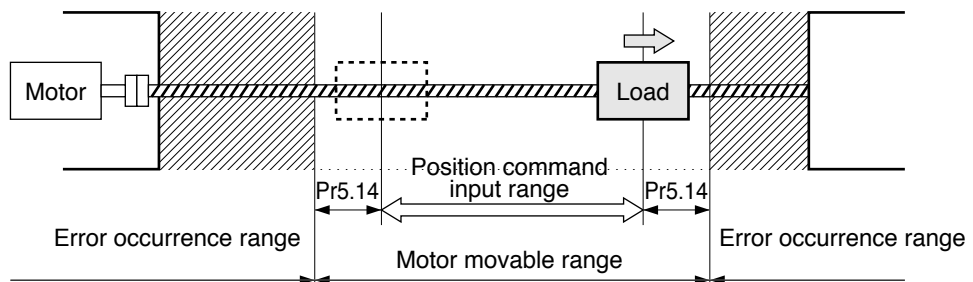 Motor
Load
Position command
input range
Pr5.14
Pr5.14
Error occurrence range
Error occurrence range
Motor movable range